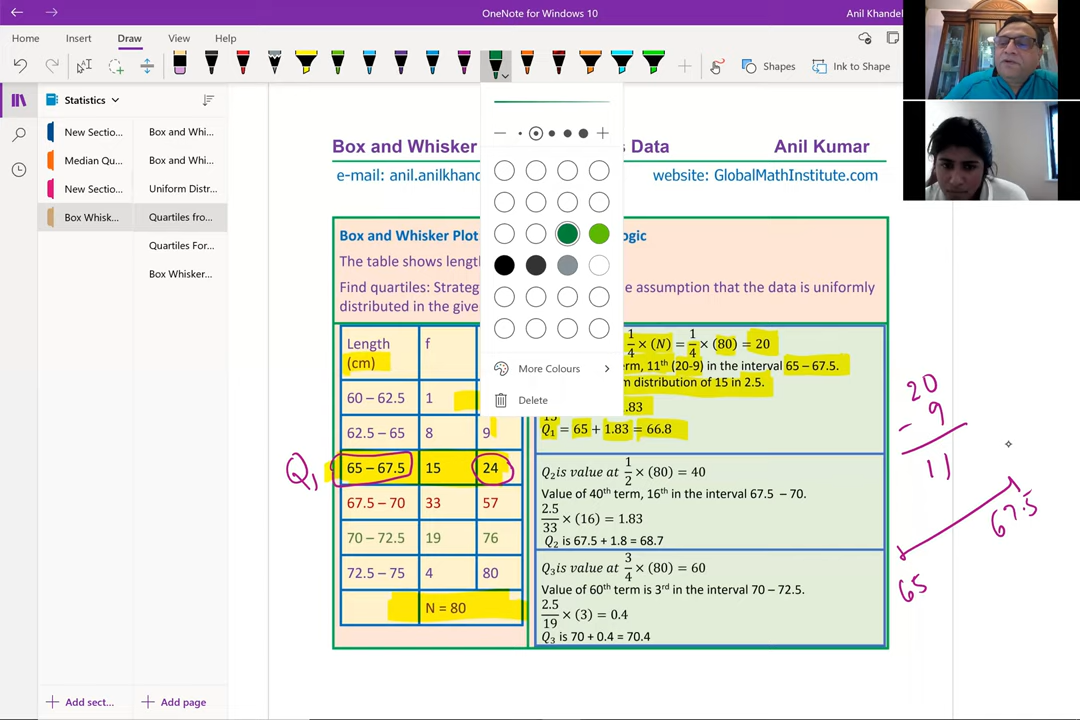 OneNote for Windows 10
Anil Khandel
Home Insert Draw View Help
Shapes
Ink to Shape
Statistics
New Sectio...
Median Qu...
New Sectio...
Box Whisk...
Box and Whi...
Box and Whi...
Uniform Distr...
Quartiles fro...
Quartiles For...
Box Whisker...
Add sect...
Add page
More Colours
Delete
Box and Whisker s Data Anil Kumar
e-mail: anil.anilkhand website: GlobalMathInstitute.com
Box and Whisker Plot ogic
The table shows lengt
Find quartiles: Strateg e assumption that the data is uniformly
distributed in the give
Length f
(cm)
60 – 62.5 1
62.5 – 65 8 9
65 – 67.5 15 24
67.5 – 70 33 57
70 – 72.5 19 76
72.5 – 75 4 80
N = 80
1/4 × (N) = 1/4 × (80) = 20
rm, 11th (20-9) in the interval 65 – 67.5.
m distribution of 15 in 2.5.
.83
15
Q₁ = 65 + 1.83 = 66.8
Q₂is value at 1/2 × (80) = 40
Value of 40th term, 16th in the interval 67.5 – 70.
2.5/33 × (16) = 1.83
Q₂ is 67.5 + 1.8 = 68.7
Q₃is value at 3/4 × (80) = 60
Value of 60th term is 3rd in the interval 70 – 72.5.
2.5/19 × (3) = 0.4
Q₃ is 70 + 0.4 = 70.4
Q₁
20
- 9
11
65
67.5